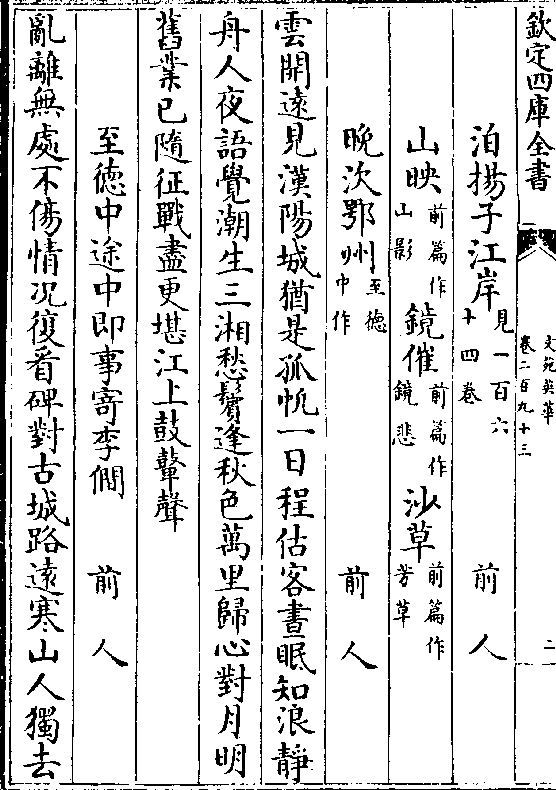 欽定四庫全書
文苑英華
卷二百九十三
二
泊揚子江岸見一百六十四卷 前人
山映前篇作山影 鏡催前篇作鏡悲 沙草前篇作芳草
晚次鄂州至德中作 前人
雲開遠見漢陽城猶是孤帆一日程估客晝眠知浪靜
舟人夜語覺潮生三湘愁鬢逢秋色萬里歸心對月明
舊業已隨征戰盡更堪江上鼓鼙聲
至德中途中即事寄李僩 前人
亂離無處不傷情况復看碑對古城路遠寒山人獨去